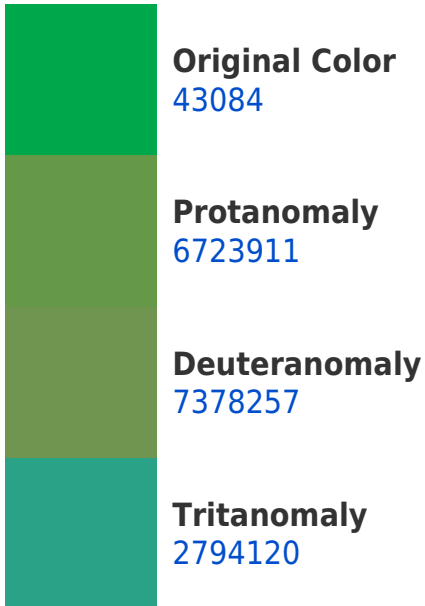 Original Color
43084
Protanomaly
6723911
Deuteranomaly
7378257
Tritanomaly
2794120